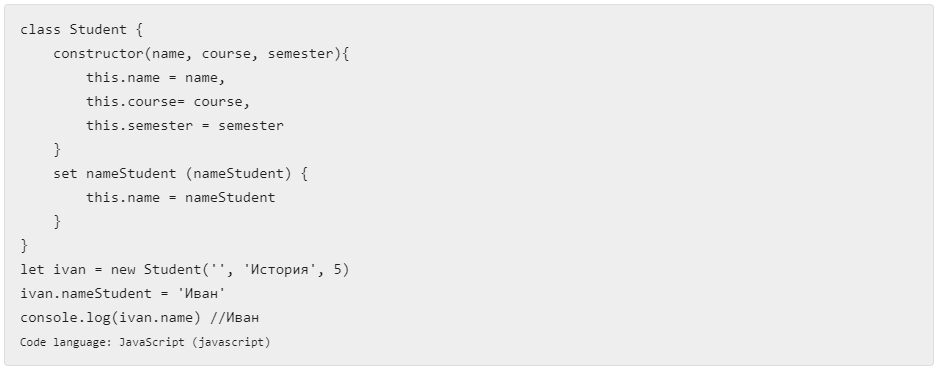 class Student {
    constructor(name, course, semester){
        this.name = name,
        this.course= course,
        this.semester = semester
    }
    set nameStudent (nameStudent) {
        this.name = nameStudent
    }
}
let ivan = new Student('', 'История', 5)
ivan.nameStudent = 'Иван'
console.log(ivan.name) //Иван
Code language: JavaScript (javascript)